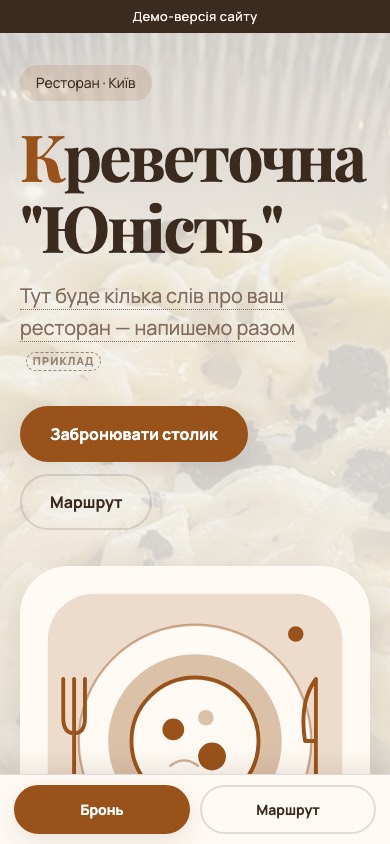 Демо-версія сайту
Ресторан · Київ
Креветочна
"Юність"
Тут буде кілька слів про ваш
ресторан — напишемо разом
ПРИКЛАД
Забронювати столик
Маршрут
Бронь
Маршрут